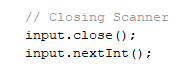 // Closing Scanner
input.close();
input.nextInt();